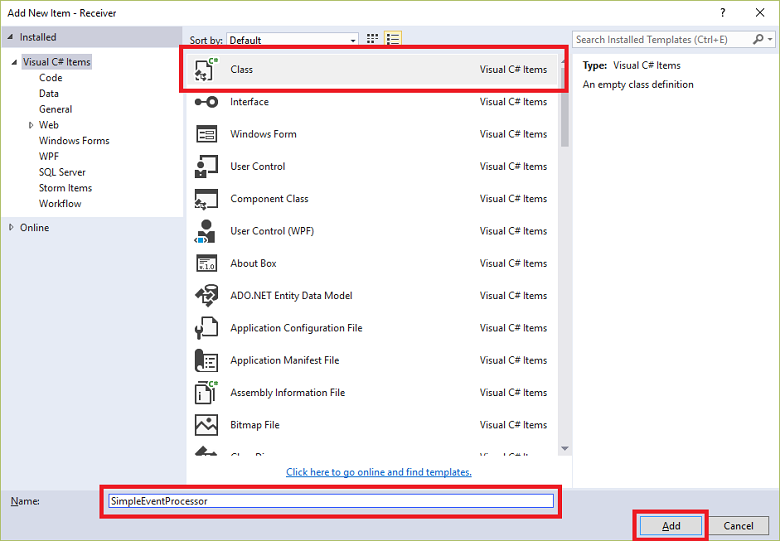 Add New Item - Receiver
? ×
Installed
Visual C# Items
Code
Data
General
Web
Windows Forms
WPF
SQL Server
Storm Items
Workflow
Online
Sort by: Default
C# Class Visual C# Items
Interface Visual C# Items
Windows Form Visual C# Items
User Control Visual C# Items
Component Class Visual C# Items
User Control (WPF) Visual C# Items
v.1.0 About Box Visual C# Items
ADO.NET Entity Data Model Visual C# Items
Application Configuration File Visual C# Items
Application Manifest File Visual C# Items
C# Assembly Information File Visual C# Items
Bitmap File Visual C# Items
Click here to go online and find templates.
Search Installed Templates (Ctrl+E)
Type: Visual C# Items
An empty class definition
Name: SimpleEventProcessor
Add Cancel